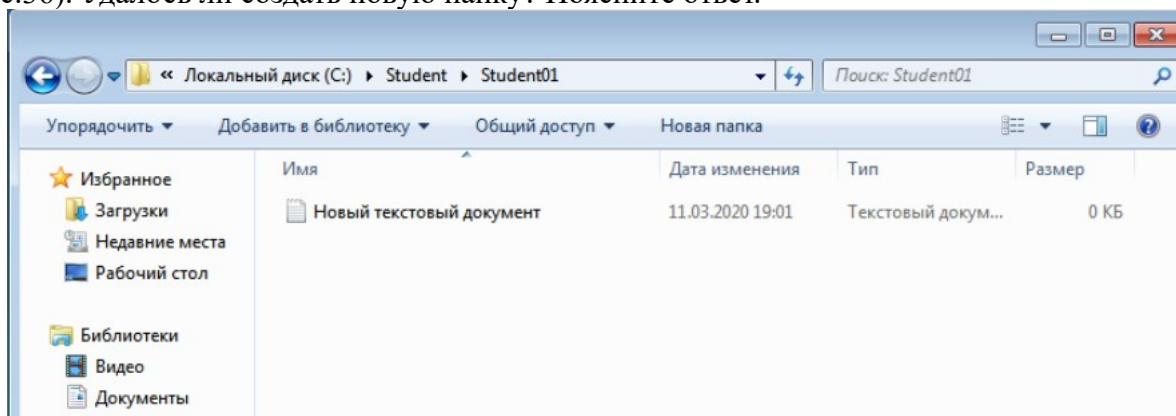 с.50). Удалось ли создать новую папку? Поясните ответ.
« Локальный диск (C:) ▸ Student ▸ Student01
Поиск: Student01
Упорядочить ▼ Добавить в библиотеку ▼ Общий доступ ▼ Новая папка
Имя Дата изменения Тип Размер
Избранное
Загрузки
Недавние места
Рабочий стол
Новый текстовый документ 11.03.2020 19:01 Текстовый докум... 0 КБ
Библиотеки
Видео
Документы